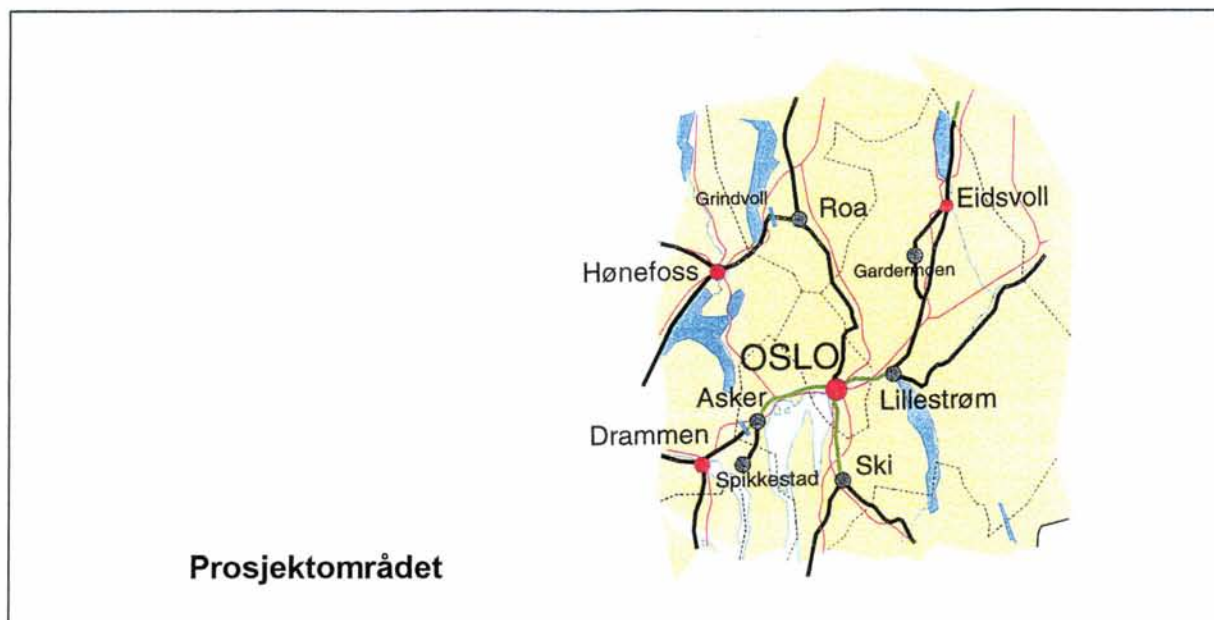 Grindvoll
Roa
Eidsvoll
Hønefoss
Gardermoen
OSLO
Asker
Lillestrøm
Drammen
Spikkestad
Ski
Prosjektområdet